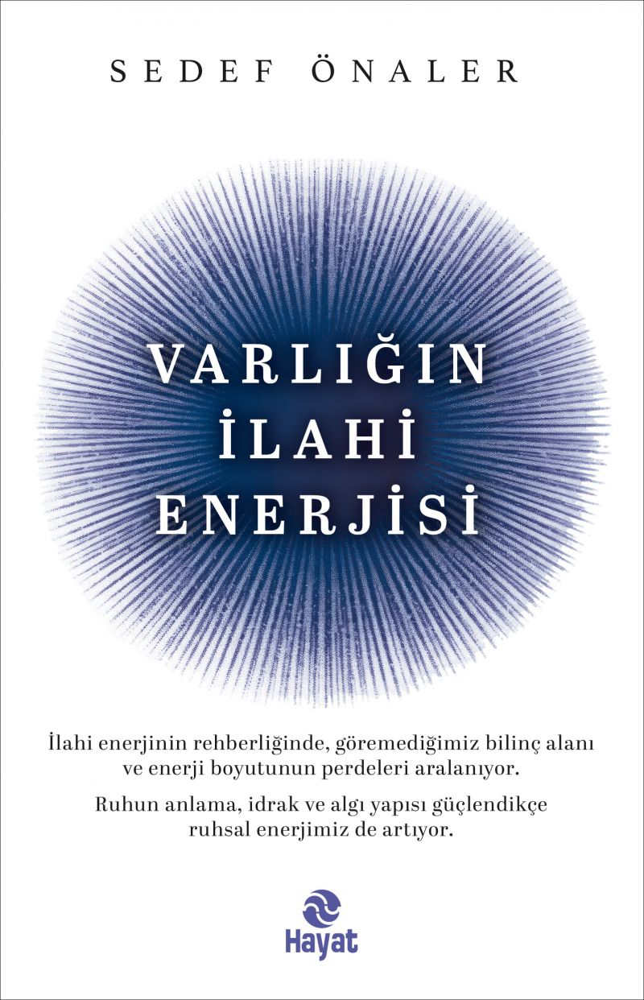 SEDEF ÖNALER
VARLIĞIN
İLAHİ
ENERJİSİ
İlahi enerjinin rehberliğinde, göremediğimiz bilinç alanı
ve enerji boyutunun perdeleri aralanıyor.
Ruhun anlama, idrak ve algı yapısı güçlendikçe
ruhsal enerjimiz de artıyor.
Hayat